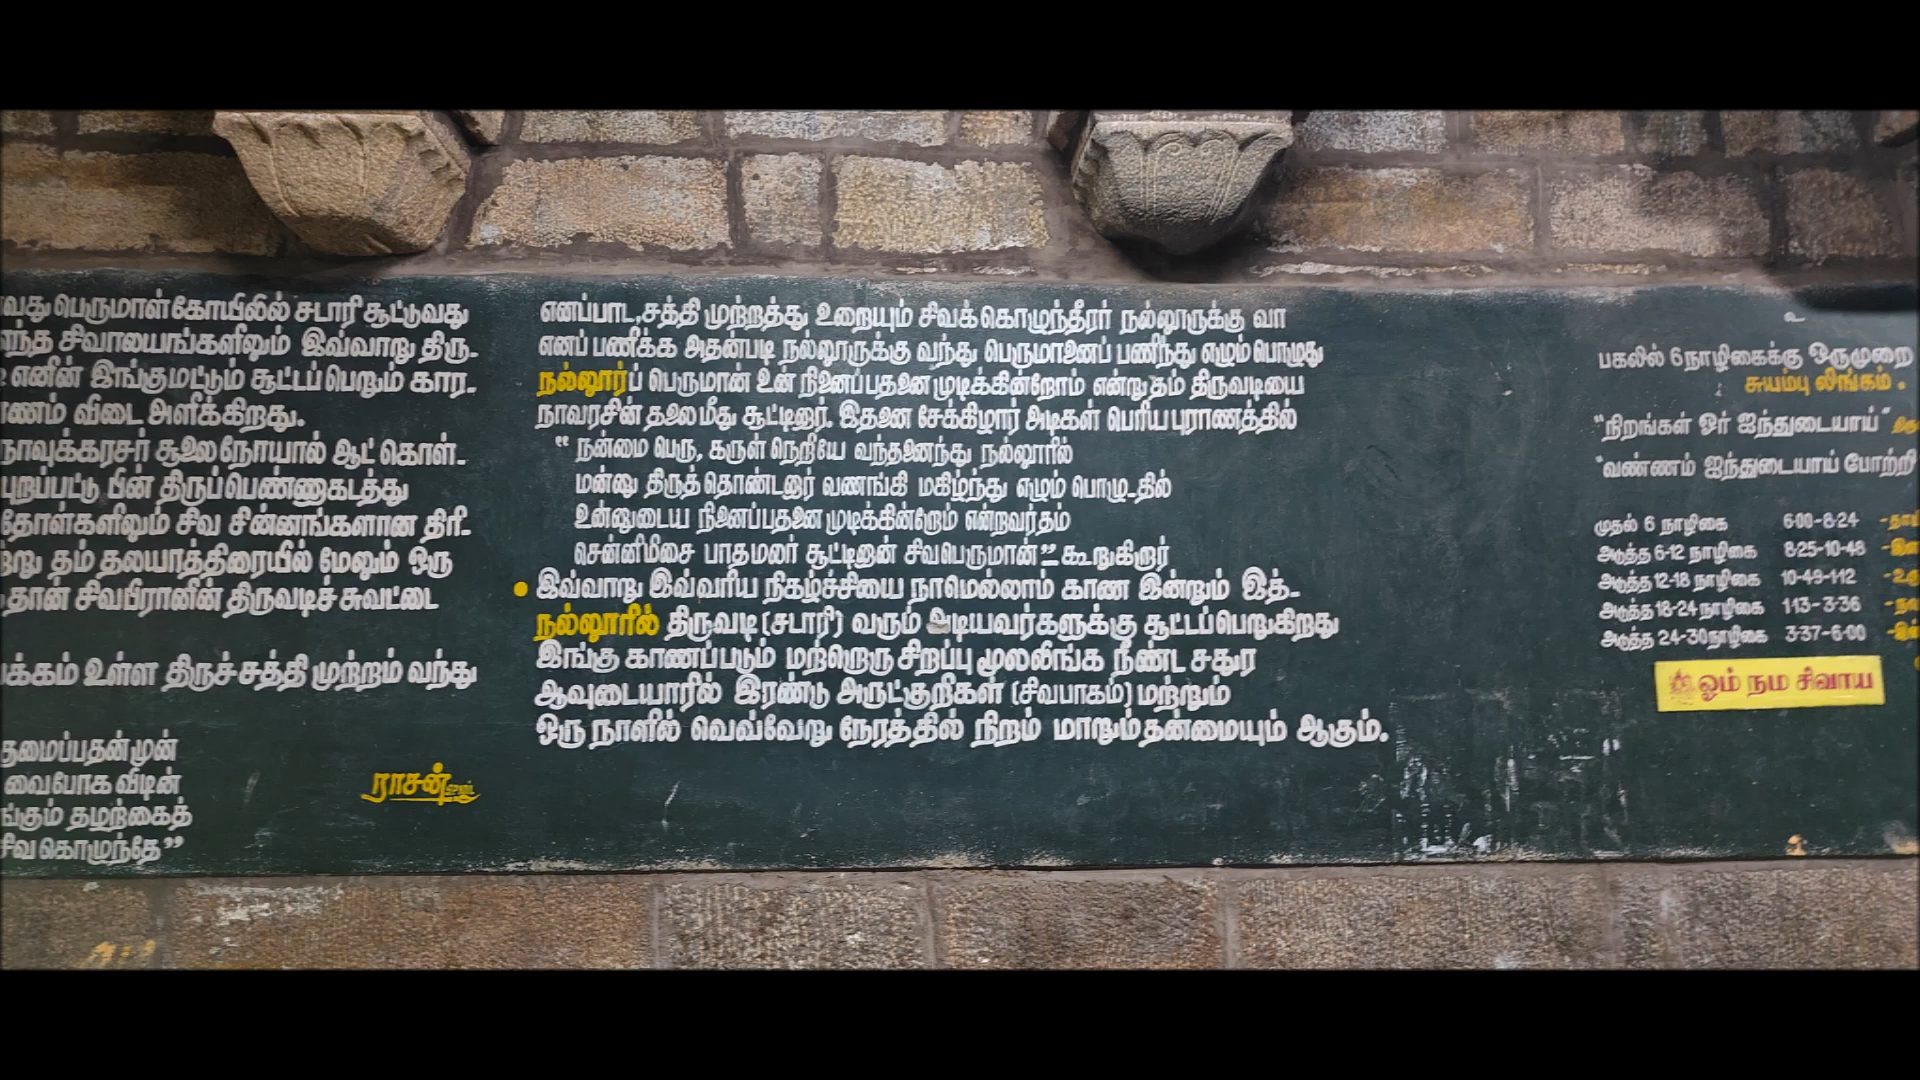 வது பெருமாள் கோயிலில் சடாரி சூட்டுவது
சிவாலயங்களிலும் இவ்வாறு திரு-
எனின் இங்கு மட்டும் சூட்டப் பெறும் கார-
ணம் விடை அளிக்கிறது.
நாவுக்கரசர் சூலை நோயால் ஆட் கொள்-
புறப்பட்டு பின் திருப்பெண்ணாகடத்து
தோள்களிலும் சிவ சின்னங்களான திரி-
தம் தலயாத்திரையில் மேலும் ஒரு
தான் சிவபிரானின் திருவடிச் சுவட்டை
பக்கம் உள்ள திருச்சத்தி முற்றம் வந்து
முன்
வைபோக விடின்
தழற்கைத்
சிவ கொழுந்தே”
ராசன்
எனப்பாட, சத்தி முற்றத்து உறையும் சிவக் கொழுந்தீரர் நல்லூருக்கு வா
எனப் பணிக்க அதன்படி நல்லூருக்கு வந்து பெருமானைப் பணிந்து எழும் பொழுது
நல்லூர்ப் பெருமான் உன் நினைப்பதனை முடிக்கின்றோம் என்று தம் திருவடியை
நாவரசின் தலை மீது சூட்டினார். இதனை சேக்கிழார் அடிகள் பெரிய புராணத்தில்
“ நன்மை பெரு, கருள் நெறியே வந்தணைந்து நல்லூரில்
மன்னு திருத் தொண்டனார் வணங்கி மகிழ்ந்து எழும் பொழு-தில்
உன்னுடைய நினைப்பதனை முடிக்கின்றோம் என்றவர்தம்
சென்னிமிசை பாதமலர் சூட்டினான் சிவபெருமான்” - கூறுகிறார்
• இவ்வாறு இவ்வரிய நிகழ்ச்சியை நாமெல்லாம் காண இன்றும் இத்-
நல்லூரில் திருவடி (சடாரி) வரும் அடியவர்களுக்கு சூட்டப்பெறுகிறது
இங்கு காணப்படும் மற்றொரு சிறப்பு மூலலிங்க நீண்ட சதுர
ஆவுடையாரில் இரண்டு அருட்குறிகள் (சிவபாகம்) மற்றும்
ஒரு நாளில் வெவ்வேறு நேரத்தில் நிறம் மாறும் தன்மையும் ஆகும்.
உ
பகலில் 6 நாழிகைக்கு ஒருமுறை
சுயம்பு லிங்கம்.
“நிறங்கள் ஓர் ஐந்துடையாய்”
“வண்ணம் ஐந்துடையாய் போற்றி
முதல் 6 நாழிகை 6-00-8-24
அடுத்த 6-12 நாழிகை 8-25-10-48
அடுத்த 12-18 நாழிகை 10-49-1-12
அடுத்த 18-24 நாழிகை 1-13-3-36
அடுத்த 24-30 நாழிகை 3-37-6-00
ஓம் நம சிவாய